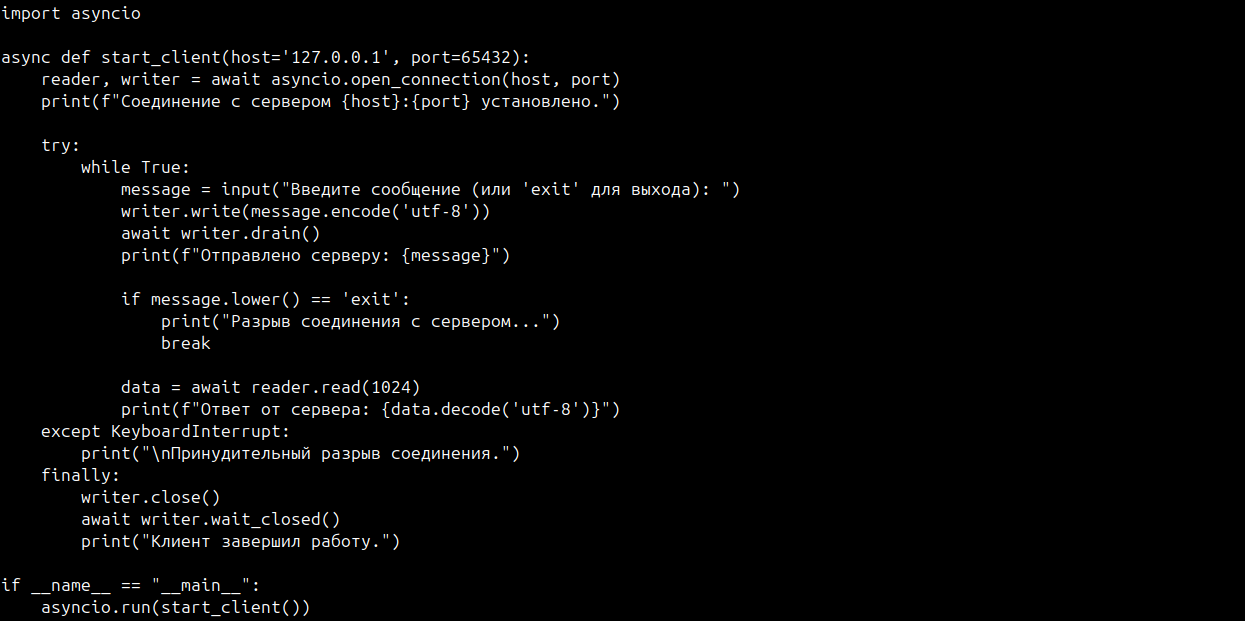 import asyncio

async def start_client(host='127.0.0.1', port=65432):
    reader, writer = await asyncio.open_connection(host, port)
    print(f"Соединение с сервером {host}:{port} установлено.")

    try:
        while True:
            message = input("Введите сообщение (или 'exit' для выхода): ")
            writer.write(message.encode('utf-8'))
            await writer.drain()
            print(f"Отправлено серверу: {message}")

            if message.lower() == 'exit':
                print("Разрыв соединения с сервером...")
                break

            data = await reader.read(1024)
            print(f"Ответ от сервера: {data.decode('utf-8')}")
    except KeyboardInterrupt:
        print("\nПринудительный разрыв соединения.")
    finally:
        writer.close()
        await writer.wait_closed()
        print("Клиент завершил работу.")

if __name__ == "__main__":
    asyncio.run(start_client())